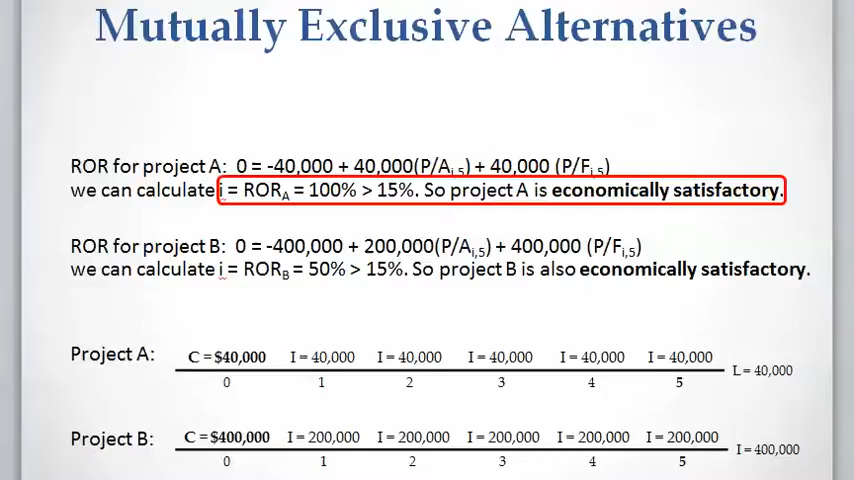 Mutually Exclusive Alternatives
ROR for project A: 0 = -40,000 + 40,000(P/Ai,5) + 40,000 (P/Fi,5)
we can calculate i = RORA = 100% > 15%. So project A is economically satisfactory.
ROR for project B: 0 = -400,000 + 200,000(P/Ai,5) + 400,000 (P/Fi,5)
we can calculate i = RORB = 50% > 15%. So project B is also economically satisfactory.
Project A: C = $40,000 I = 40,000 I = 40,000 I = 40,000 I = 40,000 I = 40,000
L = 40,000
0 1 2 3 4 5
Project B: C = $400,000 I = 200,000 I = 200,000 I = 200,000 I = 200,000 I = 200,000
I = 400,000
0 1 2 3 4 5